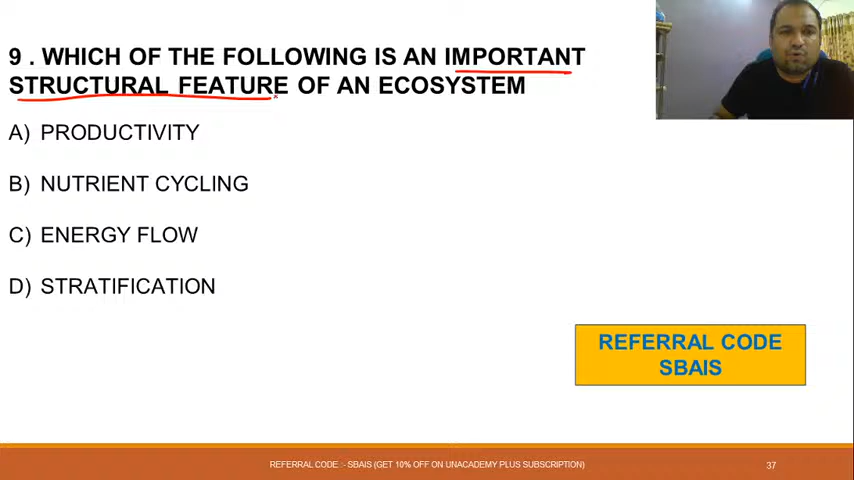 9 . WHICH OF THE FOLLOWING IS AN IMPORTANT
STRUCTURAL FEATURE OF AN ECOSYSTEM
A) PRODUCTIVITY
B) NUTRIENT CYCLING
C) ENERGY FLOW
D) STRATIFICATION
REFERRAL CODE
SBAIS
REFERRAL CODE :- SBAIS (GET 10% OFF ON UNACADEMY PLUS SUBSCRIPTION)
37